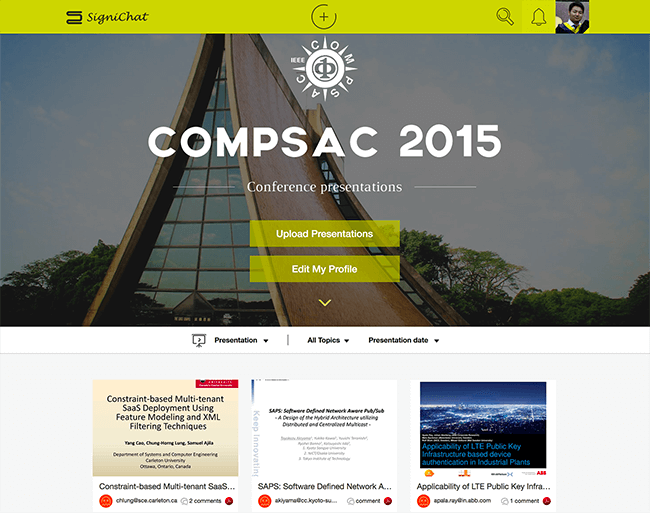 SigniChat
IEEE COMPSAC
COMPSAC 2015
Conference presentations
Upload Presentations
Edit My Profile
Presentation
All Topics
Presentation date
Constraint-based Multi-tenant
SaaS Deployment Using
Feature Modeling and XML
Filtering Techniques
Yang Cao, Chung-Horng Lung, Samuel Ajila
Department of Systems and Computer Engineering
Carleton University
Ottawa, Ontario, Canada
Keep innovatin
SAPS: Software Defined Network Aware Pub/Sub
- A Design of the Hybrid Architecture utilizing
Distributed and Centralized Multicast -
Applicability of LTE Public Key
Infrastructure based device
authentication in Industrial Plants
ABB
Constraint-based Multi-tenant SaaS...
SAPS: Software Defined Network A...
Applicability of LTE Public Key Infra...
chlung@sce.carleton.ca
2 comments
akiyama@cc.kyoto-su...
comment
apala.ray@in.abb.com
1 comment